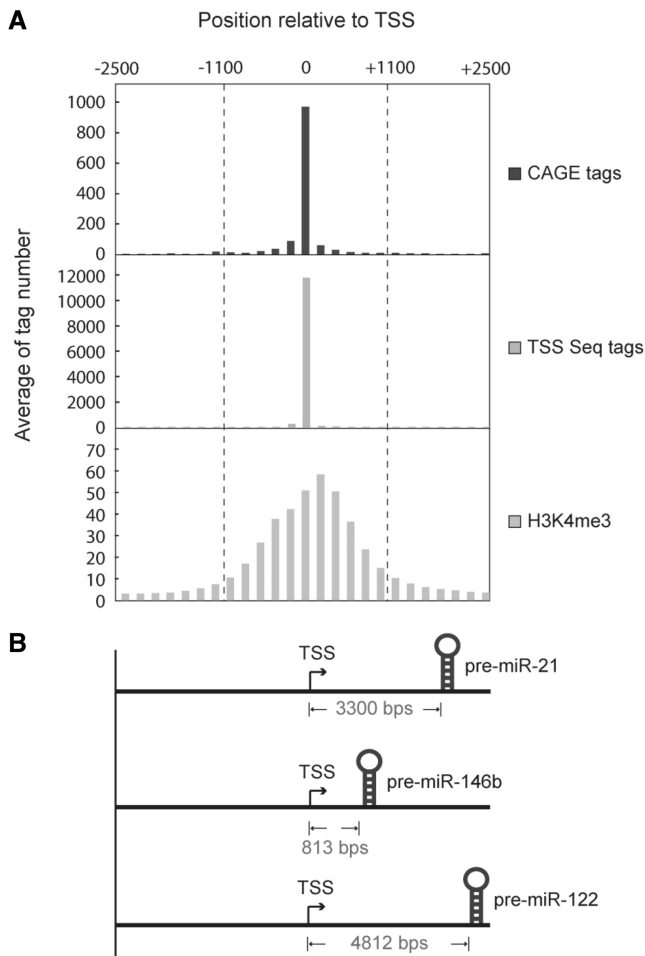 A
Position relative to TSS
-2500 -1100 0 +1100 +2500
Average of tag number
1000
800
600
400
200
0
CAGE tags
12000
10000
8000
6000
4000
2000
0
TSS Seq tags
70
60
50
40
30
20
10
0
H3K4me3
B
TSS
pre-miR-21
3300 bps
TSS
pre-miR-146b
813 bps
TSS
pre-miR-122
4812 bps